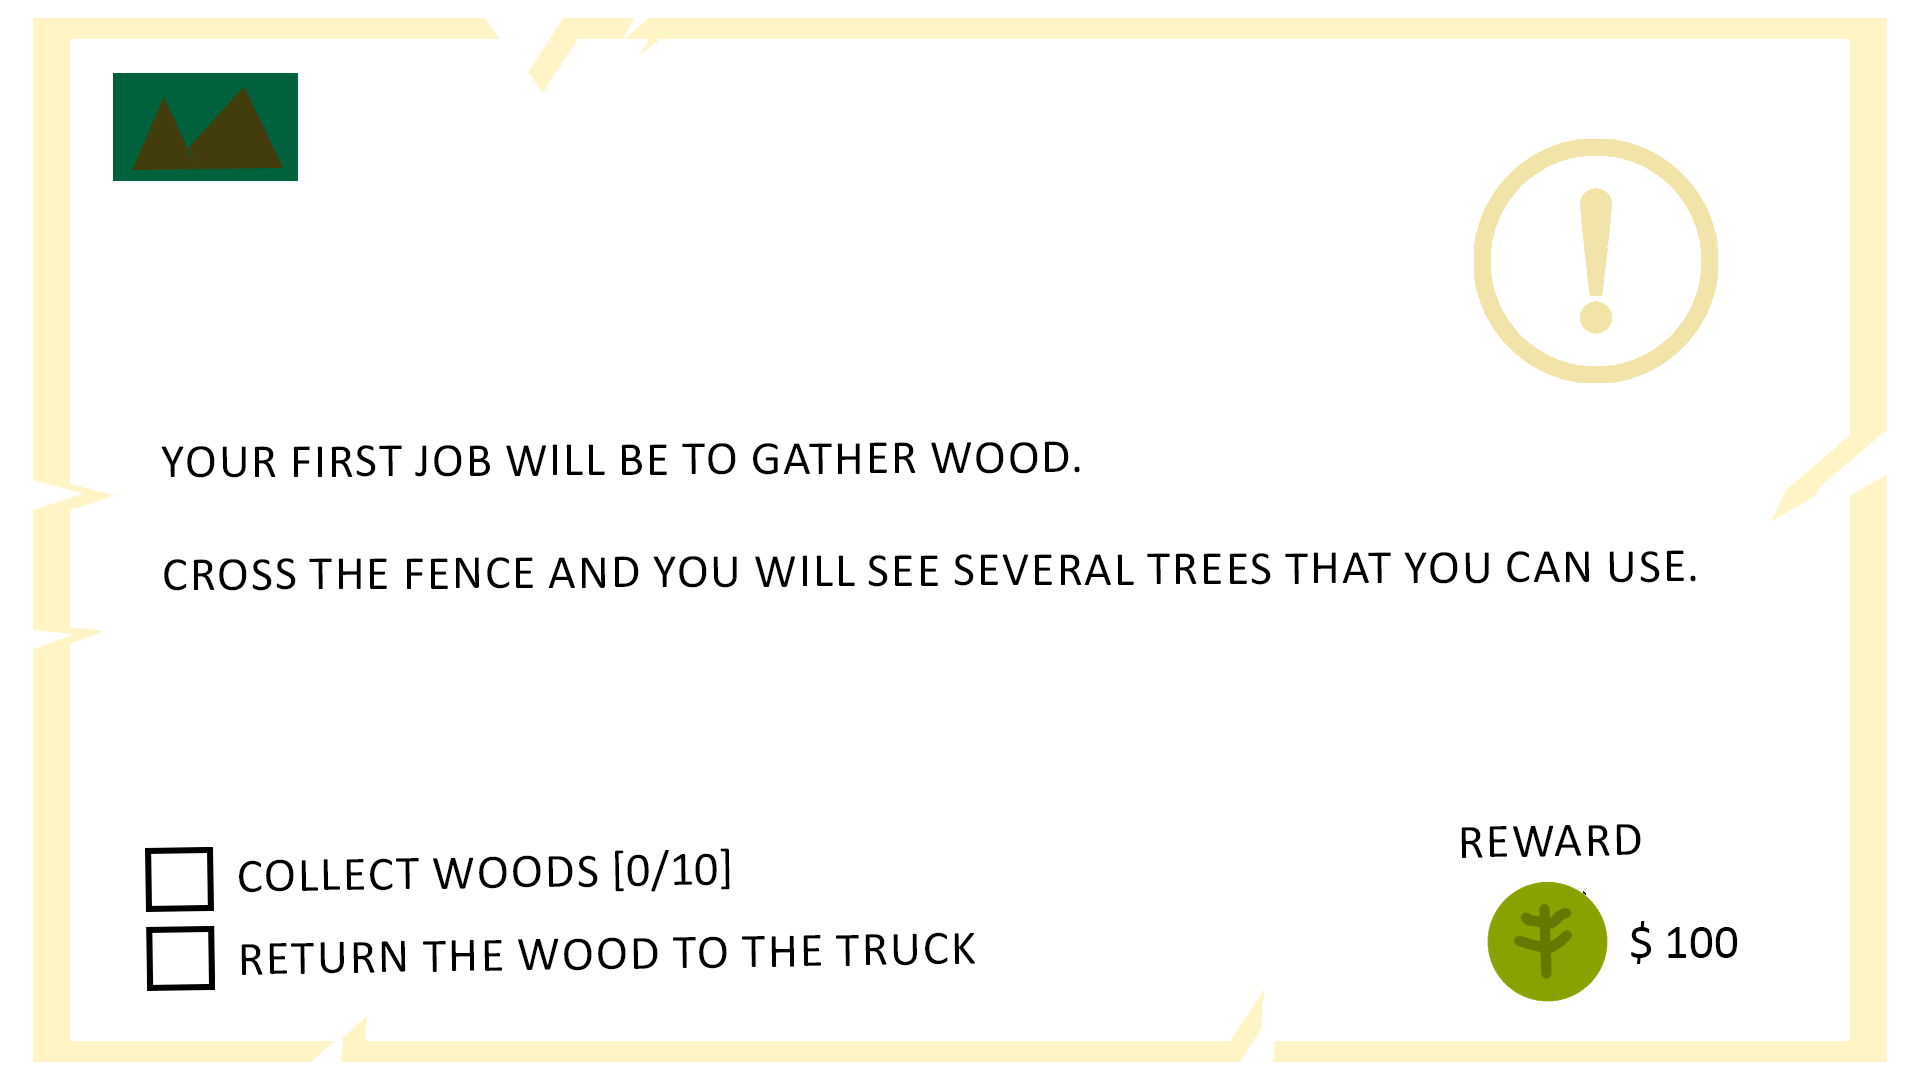 YOUR FIRST JOB WILL BE TO GATHER WOOD.
CROSS THE FENCE AND YOU WILL SEE SEVERAL TREES THAT YOU CAN USE.
COLLECT WOODS [0/10]
RETURN THE WOOD TO THE TRUCK
REWARD
$ 100